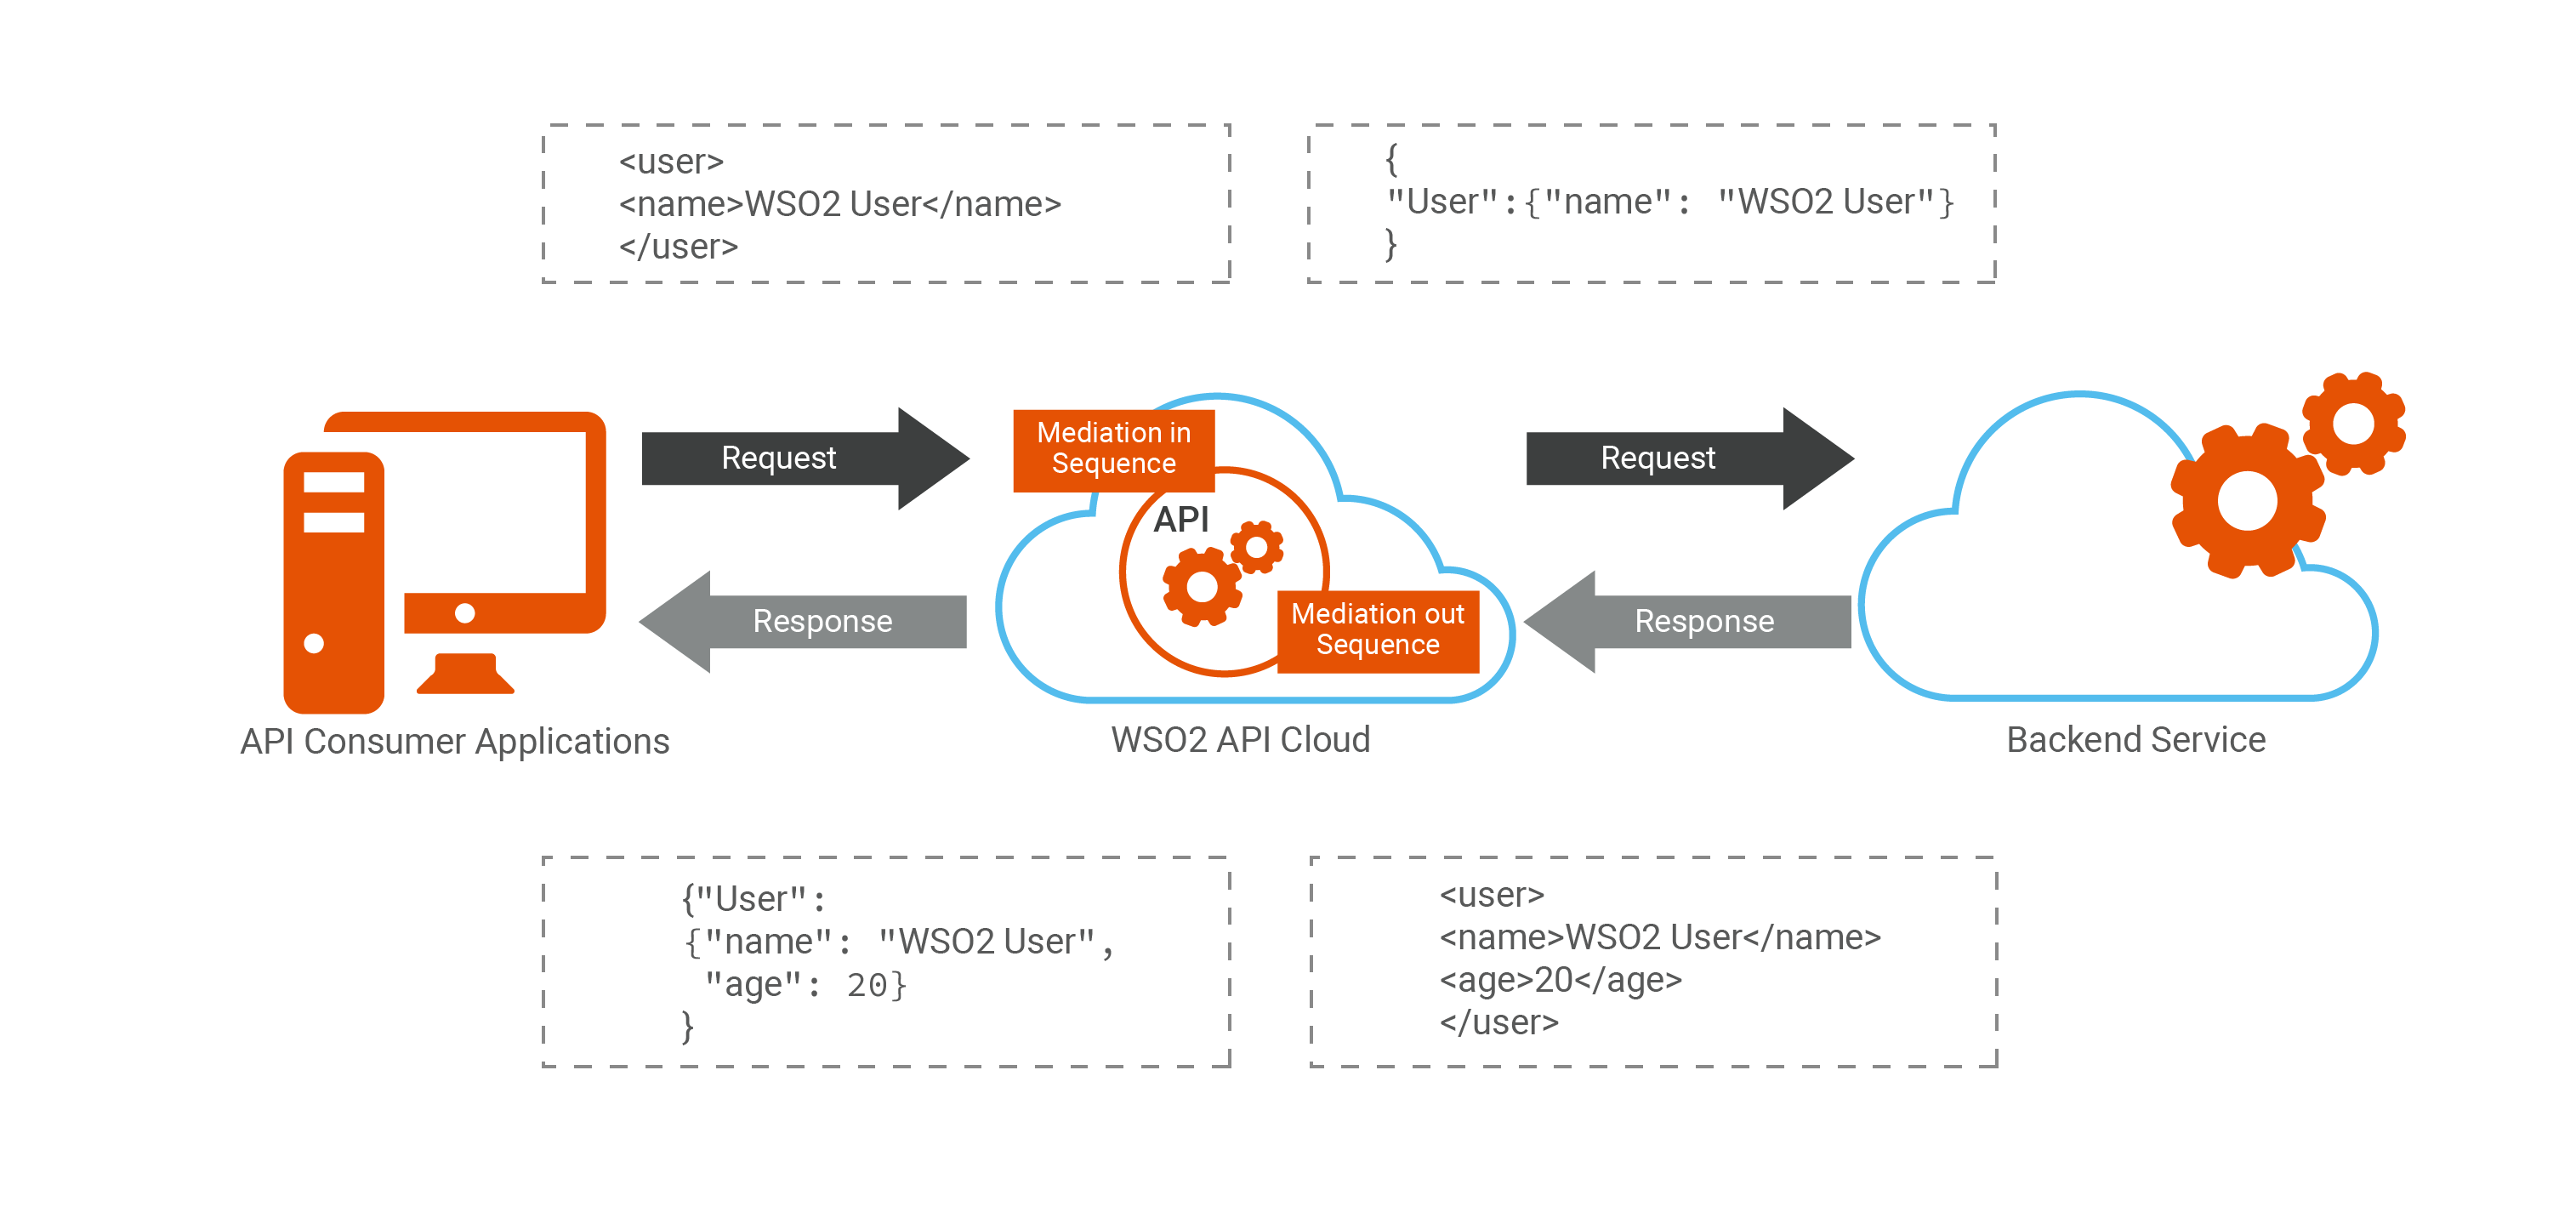 <user>
<name>WSO2 User</name>
</user>
{
"User":{"name": "WSO2 User"}
}
Request
Mediation in
Sequence
API
Request
Response
Mediation out
Sequence
Response
API Consumer Applications
WSO2 API Cloud
Backend Service
{"User":
{"name": "WSO2 User",
"age": 20}
}
<user>
<name>WSO2 User</name>
<age>20</age>
</user>